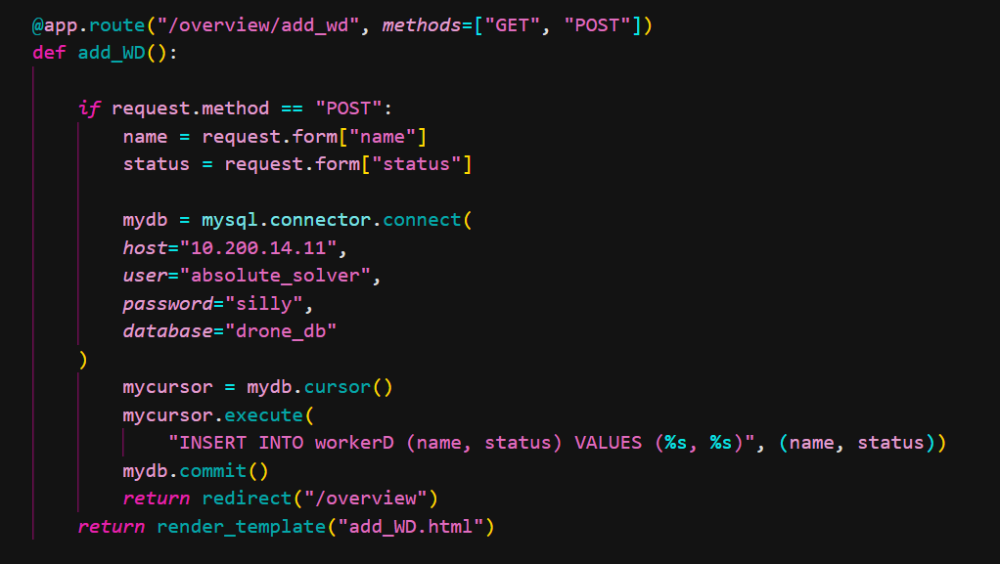 @app.route("/overview/add_wd", methods=["GET", "POST"])
def add_WD():
if request.method == "POST":
name = request.form["name"]
status = request.form["status"]
mydb = mysql.connector.connect(
host="10.200.14.11",
user="absolute_solver",
password="silly",
database="drone_db"
)
mycursor = mydb.cursor()
mycursor.execute(
"INSERT INTO workerD (name, status) VALUES (%s, %s)", (name, status))
mydb.commit()
return redirect("/overview")
return render_template("add_WD.html")